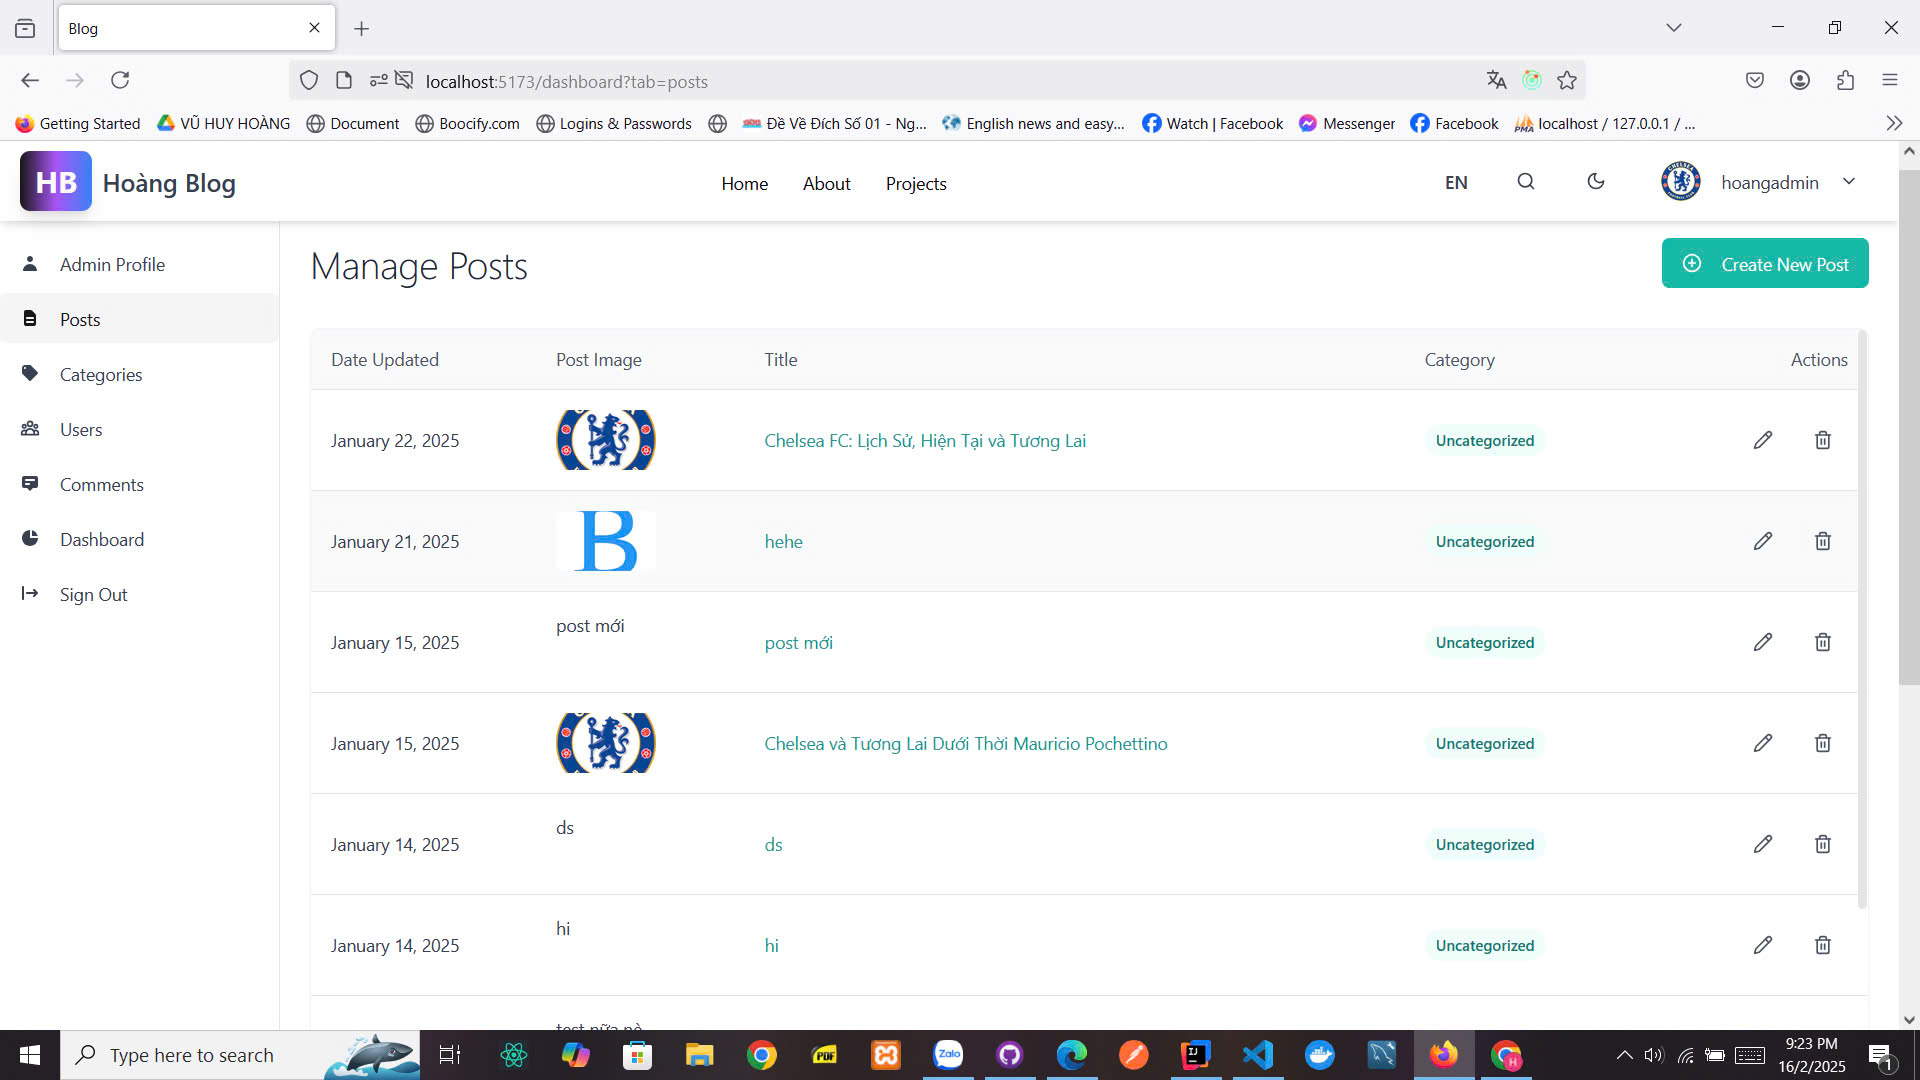 Blog
localhost:5173/dashboard?tab=posts
Getting Started VŨ HUY HOÀNG Document Boocify.com Logins & Passwords Đề Về Đích Số 01 - Ng... English news and easy... Watch | Facebook Messenger Facebook localhost / 127.0.0.1 / ...
HB Hoàng Blog Home About Projects EN hoangadmin
Admin Profile
Posts
Categories
Users
Comments
Dashboard
Sign Out
Manage Posts Create New Post
Date Updated Post Image Title Category Actions
January 22, 2025 Chelsea FC: Lịch Sử, Hiện Tại và Tương Lai Uncategorized
January 21, 2025 B hehe Uncategorized
January 15, 2025 post mới post mới Uncategorized
January 15, 2025 Chelsea và Tương Lai Dưới Thời Mauricio Pochettino Uncategorized
January 14, 2025 ds ds Uncategorized
January 14, 2025 hi hi Uncategorized
test nữa nè
Type here to search PDF Zalo 9:23 PM
16/2/2025 1